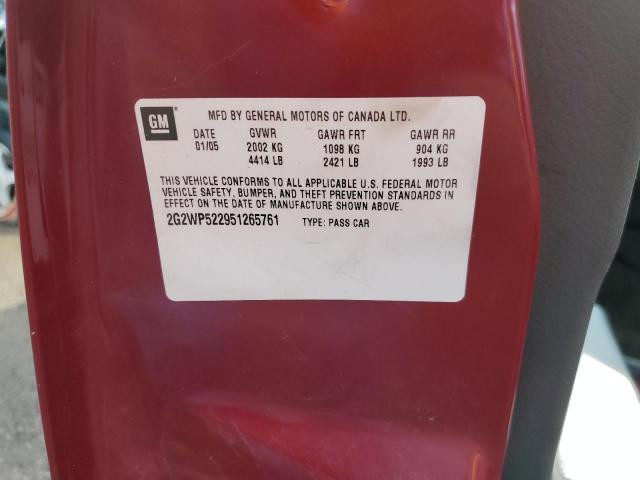 GM MFD BY GENERAL MOTORS OF CANADA LTD.
DATE GVWR GAWR FRT GAWR RR
01/05 2002 KG 1098 KG 904 KG
4414 LB 2421 LB 1993 LB
THIS VEHICLE CONFORMS TO ALL APPLICABLE U.S. FEDERAL MOTOR
VEHICLE SAFETY, BUMPER, AND THEFT PREVENTION STANDARDS IN
EFFECT ON THE DATE OF MANUFACTURE SHOWN ABOVE.
2G2WP522951265761 TYPE: PASS CAR